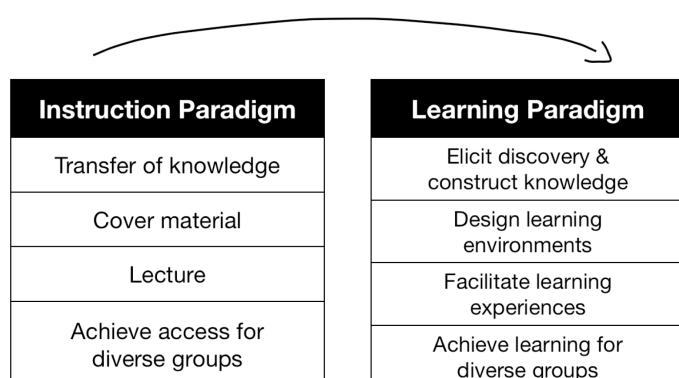 Instruction Paradigm
Transfer of knowledge
Cover material
Lecture
Achieve access for
diverse groups
Learning Paradigm
Elicit discovery &
construct knowledge
Design learning
environments
Facilitate learning
experiences
Achieve learning for
diverse groups